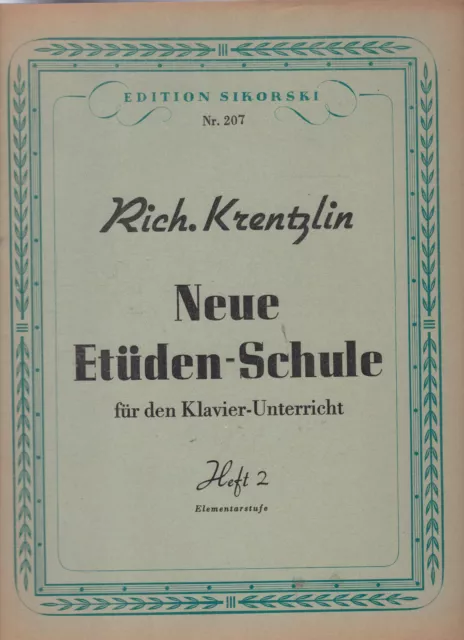 EDITION SIKORSKI
Nr. 207
Rich. Krentzlin
Neue
Etüden-Schule
für den Klavier-Unterricht
Heft 2
Elementarstufe